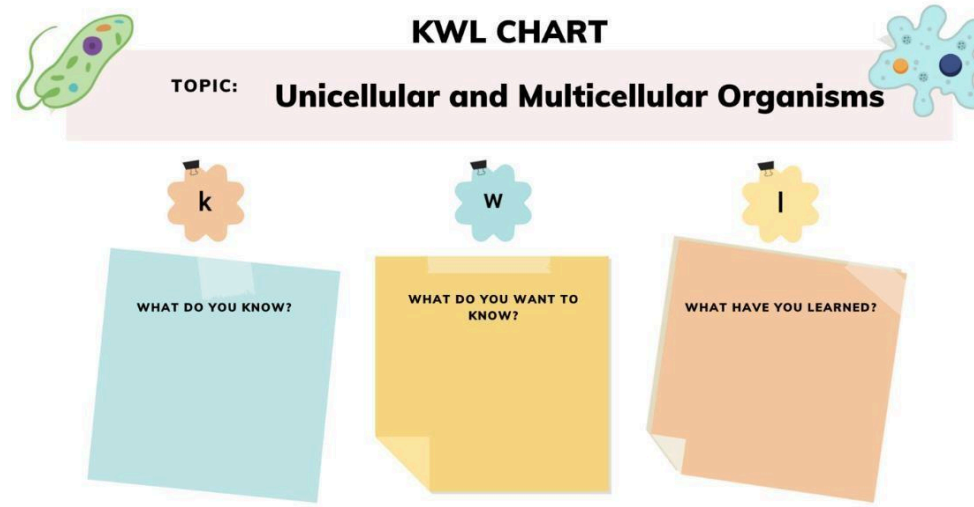 KWL CHART
TOPIC:
Unicellular and Multicellular Organisms
k
w
l
WHAT DO YOU KNOW?
WHAT DO YOU WANT TO
KNOW?
WHAT HAVE YOU LEARNED?